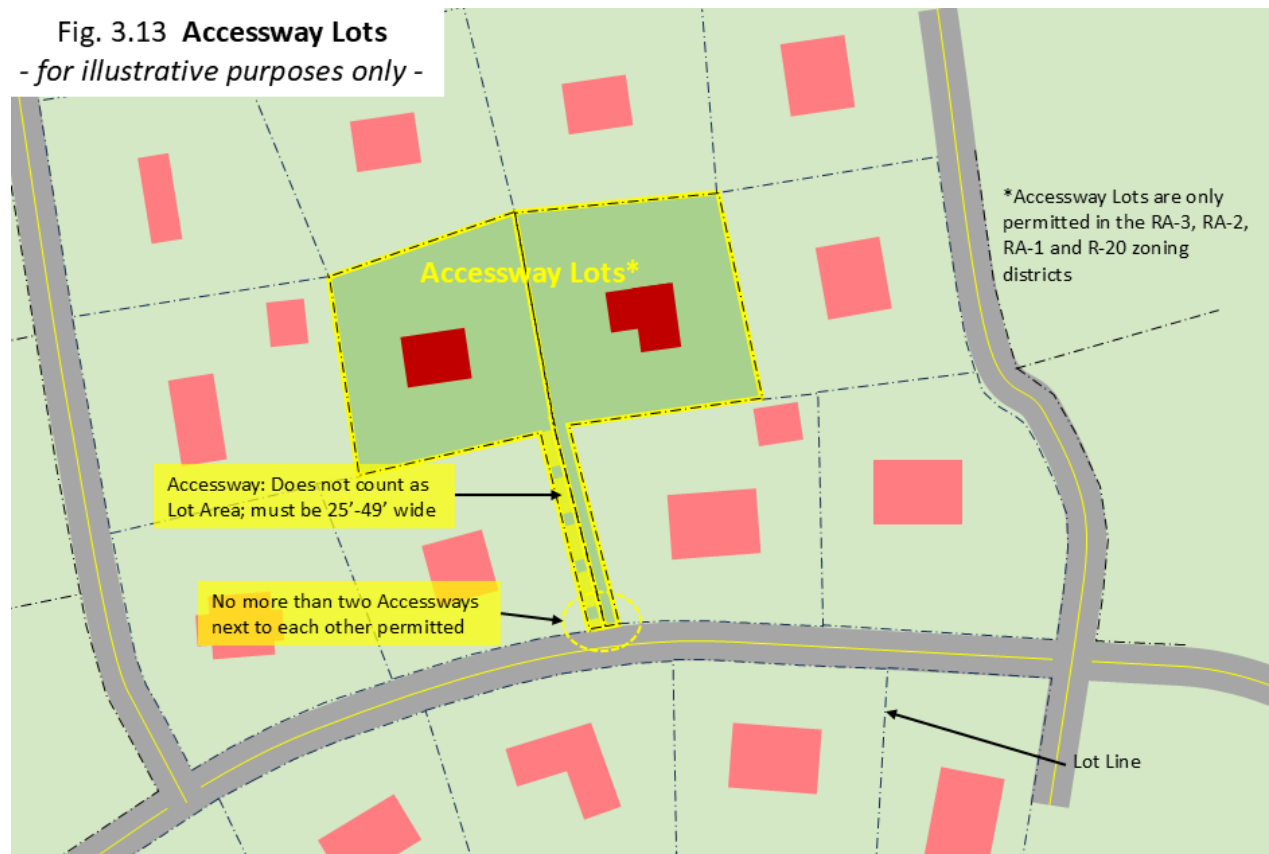 Fig. 3.13 Accessway Lots
- for illustrative purposes only -
*Accessway Lots are only
permitted in the RA-3, RA-2,
RA-1 and R-20 zoning
districts
Accessway Lots*
Accessway: Does not count as
Lot Area; must be 25’-49’ wide
No more than two Accessways
next to each other permitted
Lot Line